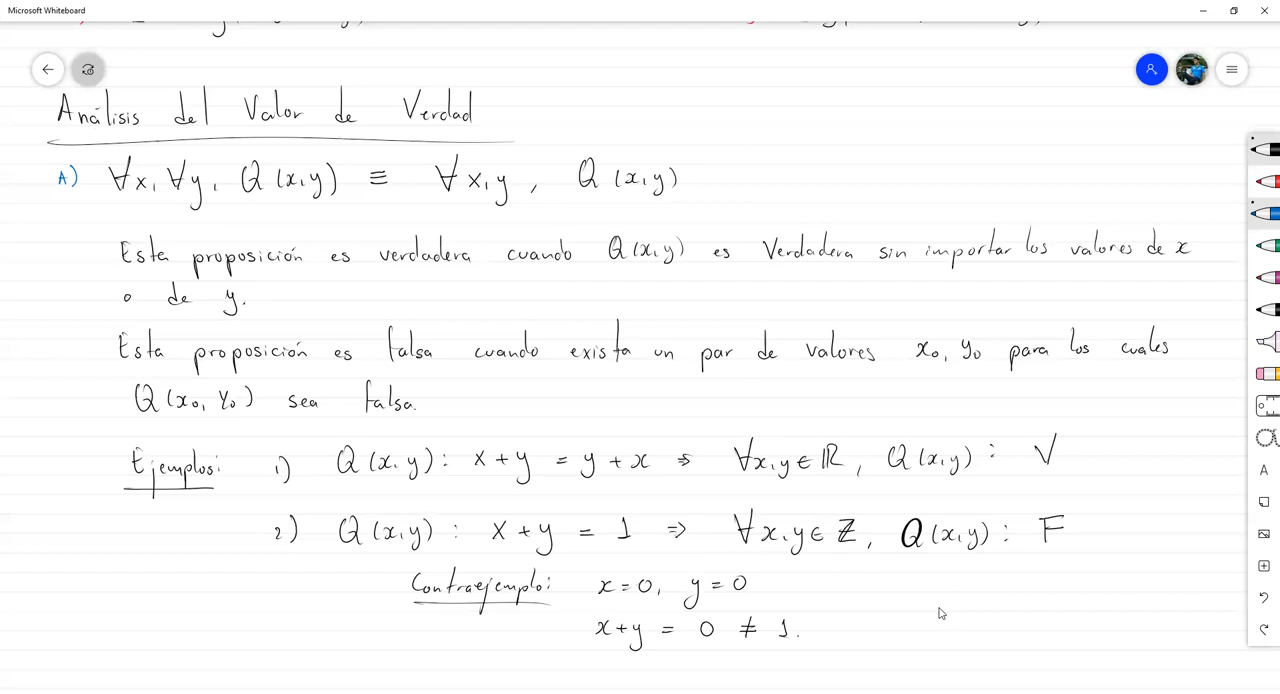 Microsoft Whiteboard
Análisis del Valor de Verdad
A) ∀x, ∀y, Q(x,y) ≡ ∀x,y, Q(x,y)
Esta proposición es verdadera cuando Q(x,y) es Verdadera sin importar los valores de x
o de y.
Esta proposición es falsa cuando exista un par de valores x₀, y₀ para los cuales
Q(x₀, y₀) sea falsa.
Ejemplos: 1) Q(x,y): x+y = y+x ⇒ ∀x,y ∈ ℝ, Q(x,y): V
2) Q(x,y): x+y = 1 ⇒ ∀x,y ∈ ℤ, Q(x,y): F
Contraejemplo: x=0, y=0
x+y = 0 ≠ 1.